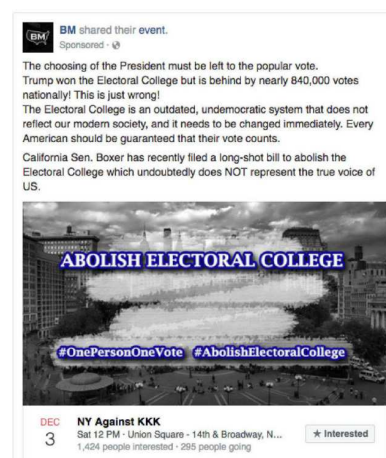 BM
BM shared their event.
Sponsored ·
The choosing of the President must be left to the popular vote.
Trump won the Electoral College but is behind by nearly 840,000 votes
nationally! This is just wrong!
The Electoral College is an outdated, undemocratic system that does not
reflect our modern society, and it needs to be changed immediately. Every
American should be guaranteed that their vote counts.
California Sen. Boxer has recently filed a long-shot bill to abolish the
Electoral College which undoubtedly does NOT represent the true voice of
US.
ABOLISH ELECTORAL COLLEGE
#OnePersonOneVote #AbolishElectoralCollege
DEC
3
NY Against KKK
Sat 12 PM · Union Square - 14th & Broadway, N...
1,424 people interested · 295 people going
★ Interested